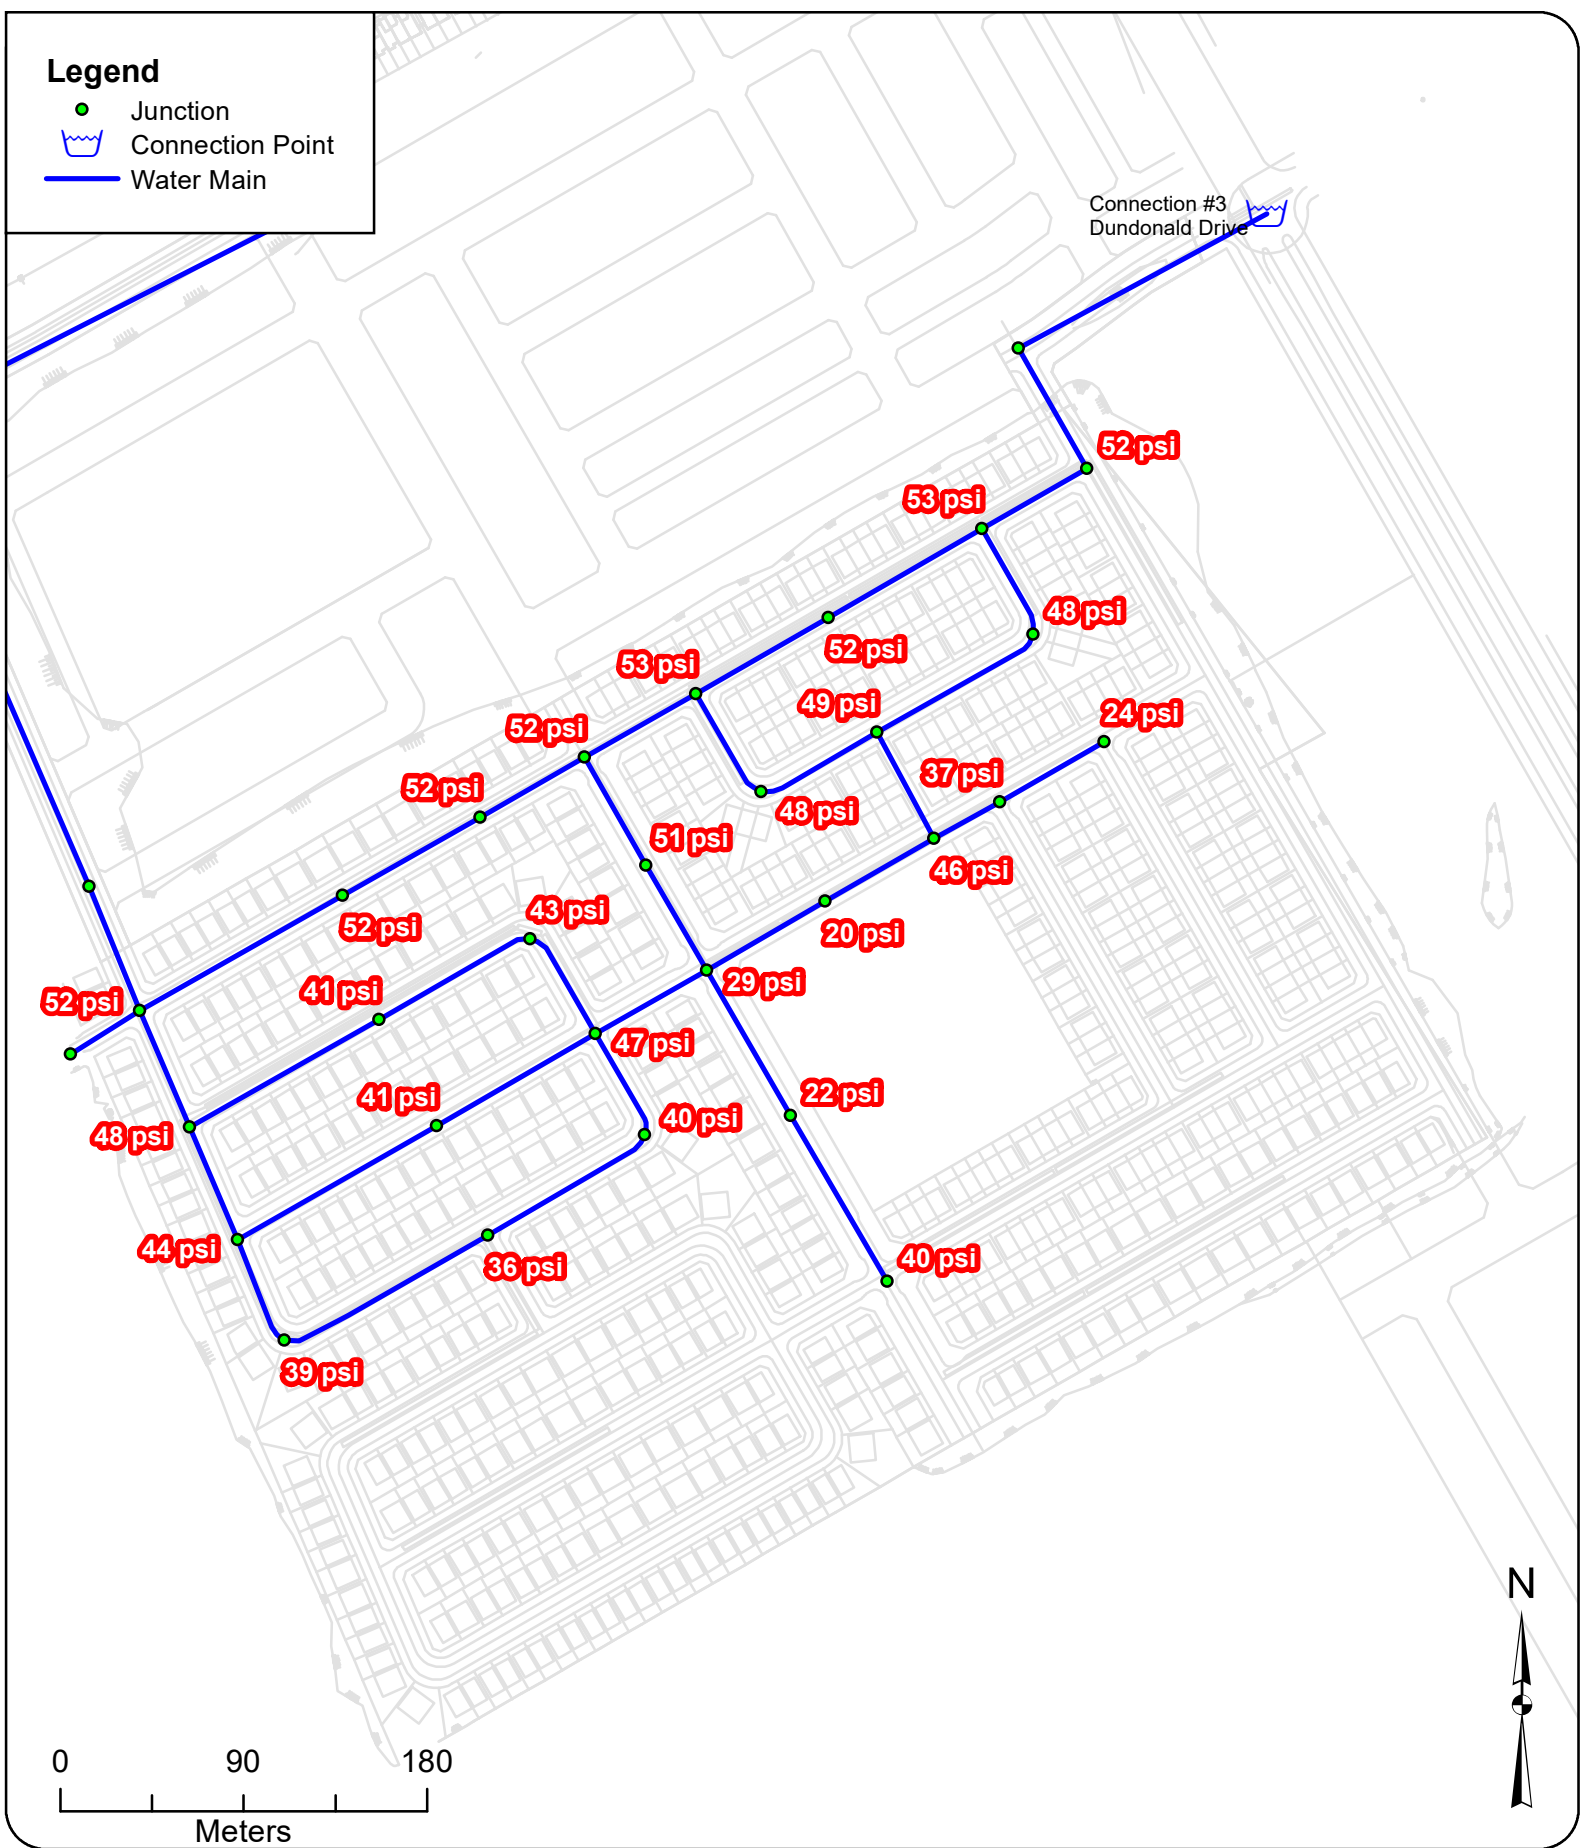 Legend
Junction
Connection Point
Water Main
Connection #3
Dundonald Drive
52 psi
53 psi
48 psi
52 psi
53 psi
49 psi
24 psi
52 psi
37 psi
52 psi
48 psi
51 psi
46 psi
43 psi
52 psi
20 psi
29 psi
41 psi
52 psi
47 psi
22 psi
41 psi
40 psi
48 psi
44 psi
40 psi
36 psi
39 psi
N
0 90 180
Meters